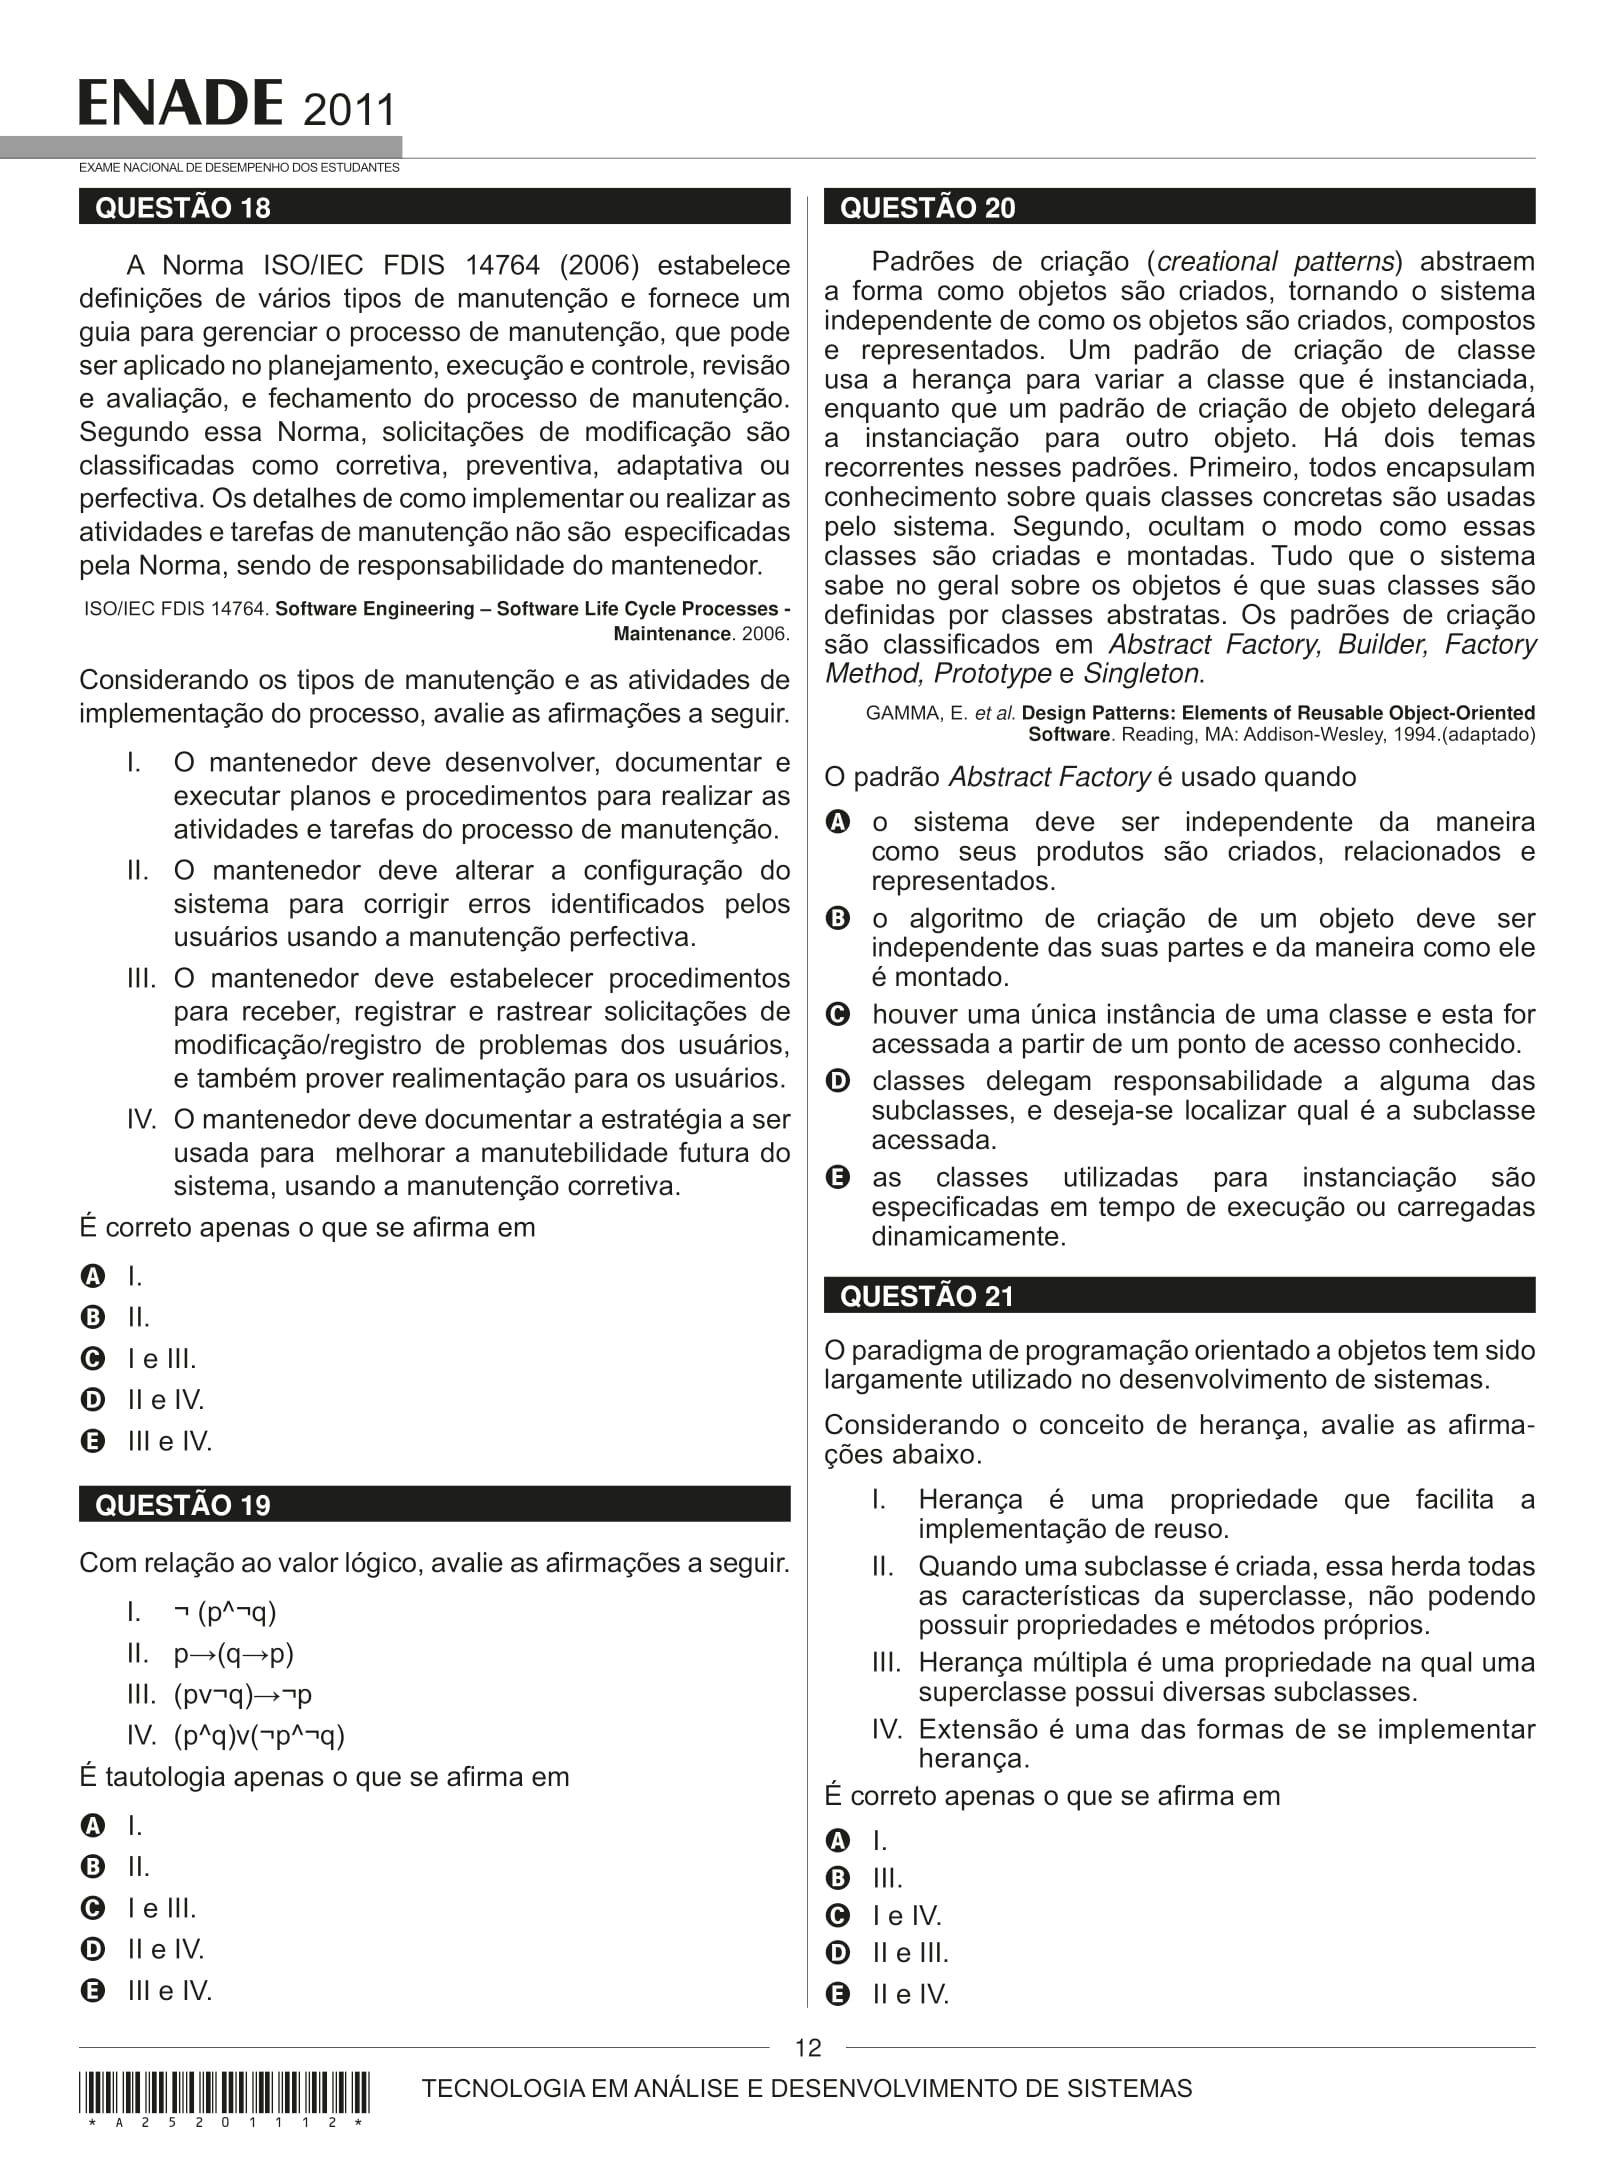 ENADE 2011
EXAME NACIONAL DE DESEMPENHO DOS ESTUDANTES
QUESTÃO 18
A Norma ISO/IEC FDIS 14764 (2006) estabelece
definições de vários tipos de manutenção e fornece um
guia para gerenciar o processo de manutenção, que pode
ser aplicado no planejamento, execução e controle, revisão
e avaliação, e fechamento do processo de manutenção.
Segundo essa Norma, solicitações de modificação são
classificadas como corretiva, preventiva, adaptativa ou
perfectiva. Os detalhes de como implementar ou realizar as
atividades e tarefas de manutenção não são especificadas
pela Norma, sendo de responsabilidade do mantenedor.
ISO/IEC FDIS 14764. Software Engineering – Software Life Cycle Processes -
Maintenance. 2006.
Considerando os tipos de manutenção e as atividades de
implementação do processo, avalie as afirmações a seguir.
I. O mantenedor deve desenvolver, documentar e
executar planos e procedimentos para realizar as
atividades e tarefas do processo de manutenção.
II. O mantenedor deve alterar a configuração do
sistema para corrigir erros identificados pelos
usuários usando a manutenção perfectiva.
III. O mantenedor deve estabelecer procedimentos
para receber, registrar e rastrear solicitações de
modificação/registro de problemas dos usuários,
e também prover realimentação para os usuários.
IV. O mantenedor deve documentar a estratégia a ser
usada para melhorar a manutebilidade futura do
sistema, usando a manutenção corretiva.
É correto apenas o que se afirma em
A I.
B II.
C I e III.
D II e IV.
E III e IV.
QUESTÃO 19
Com relação ao valor lógico, avalie as afirmações a seguir.
I. ¬ (p^¬q)
II. p→(q→p)
III. (pv¬q)→¬p
IV. (p^q)v(¬p^¬q)
É tautologia apenas o que se afirma em
A I.
B II.
C I e III.
D II e IV.
E III e IV.
QUESTÃO 20
Padrões de criação (creational patterns) abstraem
a forma como objetos são criados, tornando o sistema
independente de como os objetos são criados, compostos
e representados. Um padrão de criação de classe
usa a herança para variar a classe que é instanciada,
enquanto que um padrão de criação de objeto delegará
a instanciação para outro objeto. Há dois temas
recorrentes nesses padrões. Primeiro, todos encapsulam
conhecimento sobre quais classes concretas são usadas
pelo sistema. Segundo, ocultam o modo como essas
classes são criadas e montadas. Tudo que o sistema
sabe no geral sobre os objetos é que suas classes são
definidas por classes abstratas. Os padrões de criação
são classificados em Abstract Factory, Builder, Factory
Method, Prototype e Singleton.
GAMMA, E. et al. Design Patterns: Elements of Reusable Object-Oriented
Software. Reading, MA: Addison-Wesley, 1994.(adaptado)
O padrão Abstract Factory é usado quando
A o sistema deve ser independente da maneira
como seus produtos são criados, relacionados e
representados.
B o algoritmo de criação de um objeto deve ser
independente das suas partes e da maneira como ele
é montado.
C houver uma única instância de uma classe e esta for
acessada a partir de um ponto de acesso conhecido.
D classes delegam responsabilidade a alguma das
subclasses, e deseja-se localizar qual é a subclasse
acessada.
E as classes utilizadas para instanciação são
especificadas em tempo de execução ou carregadas
dinamicamente.
QUESTÃO 21
O paradigma de programação orientado a objetos tem sido
largamente utilizado no desenvolvimento de sistemas.
Considerando o conceito de herança, avalie as afirma-
ções abaixo.
I. Herança é uma propriedade que facilita a
implementação de reuso.
II. Quando uma subclasse é criada, essa herda todas
as características da superclasse, não podendo
possuir propriedades e métodos próprios.
III. Herança múltipla é uma propriedade na qual uma
superclasse possui diversas subclasses.
IV. Extensão é uma das formas de se implementar
herança.
É correto apenas o que se afirma em
A I.
B III.
C I e IV.
D II e III.
E II e IV.
12
* A 2 5 2 0 1 1 1 2 *
TECNOLOGIA EM ANÁLISE E DESENVOLVIMENTO DE SISTEMAS